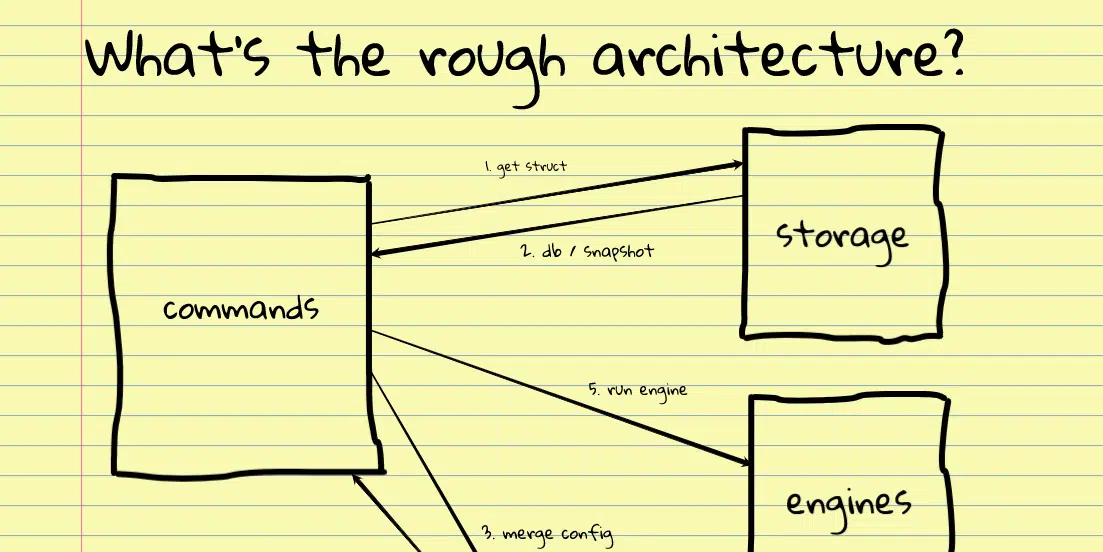 What's the rough architecture?
1. get struct
storage
2. db / snapshot
commands
5. run engine
engines
3. merge config